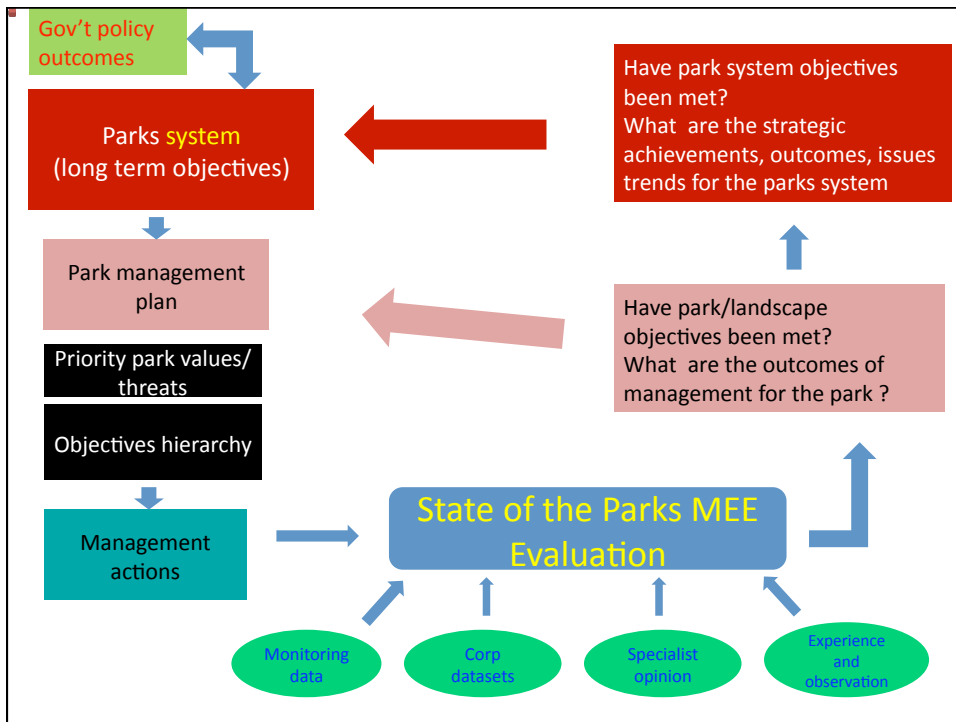 Gov’t policy
outcomes
Parks system
(long term objectives)
Park management
plan
Priority park values/
threats
Objectives hierarchy
Management
actions
Have park system objectives
been met?
What  are the strategic
achievements, outcomes, issues
trends for the parks system
Have park/landscape
objectives been met?
What  are the outcomes of
management for the park ?
State of the Parks MEE
Evaluation
Monitoring
data
Corp
datasets
Specialist
opinion
Experience
and
observation